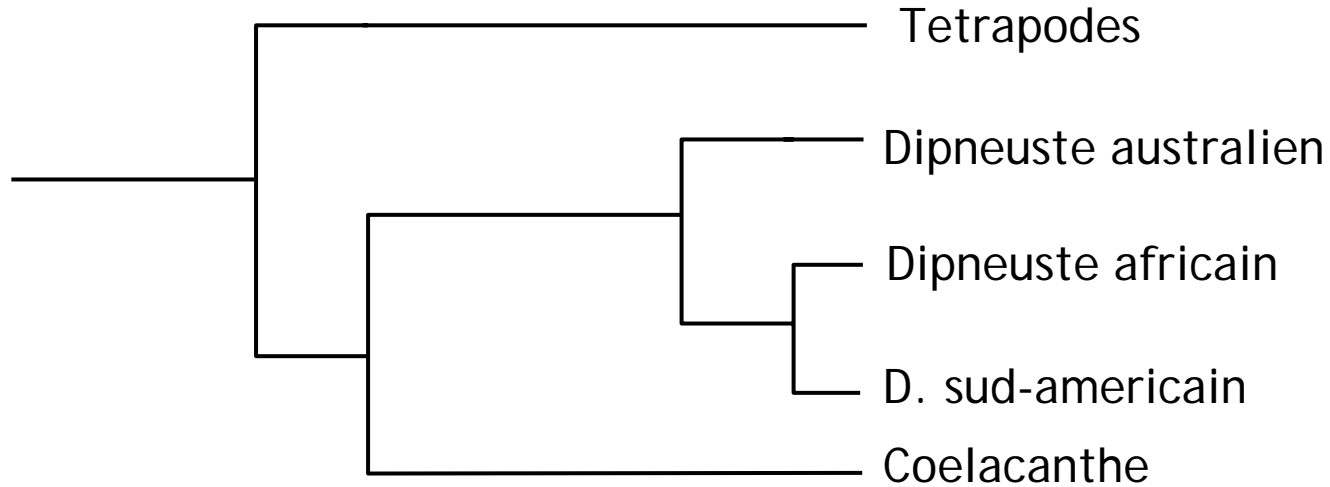 Tetrapodes
Dipneuste australien
Dipneuste africain
D. sud-americain
Coelacanthe